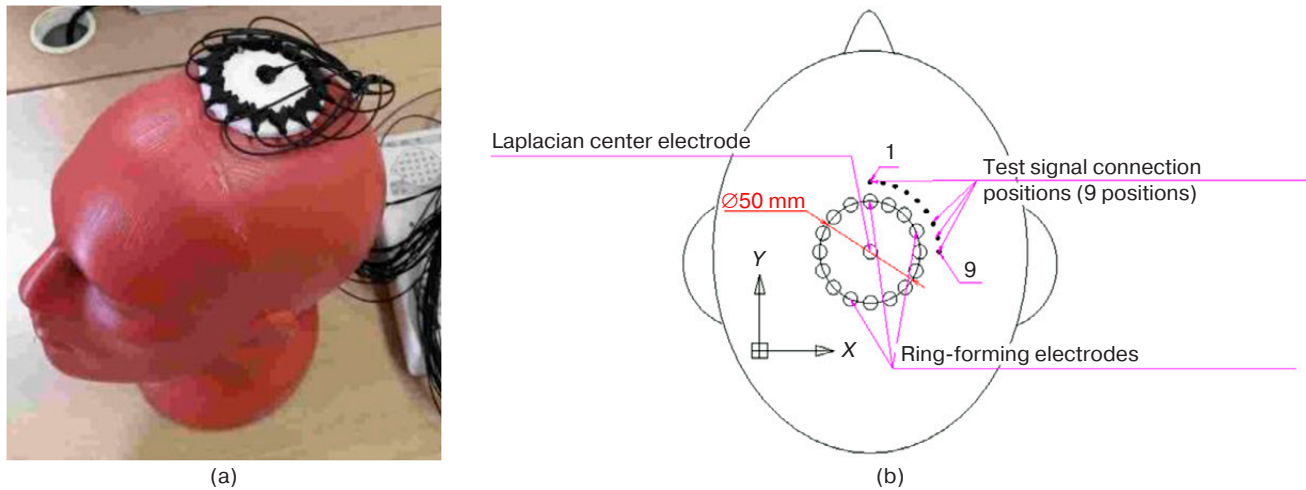 Laplacian center electrode
1
Test signal connection
positions (9 positions)
∅50 mm
9
Y
X
Ring-forming electrodes
(a)
(b)